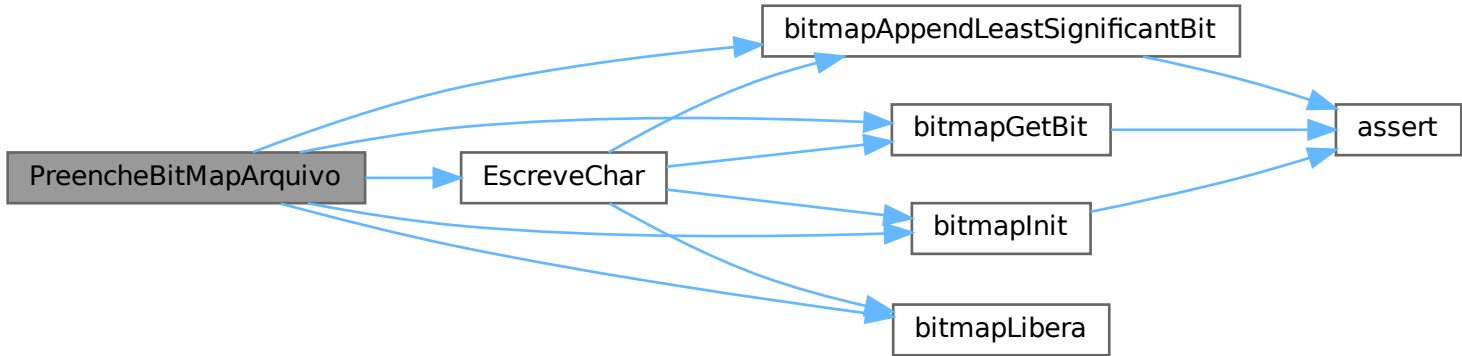 PreencheBitMapArquivo
EscreveChar
bitmapAppendLeastSignificantBit
bitmapGetBit
bitmapInit
bitmapLibera
assert